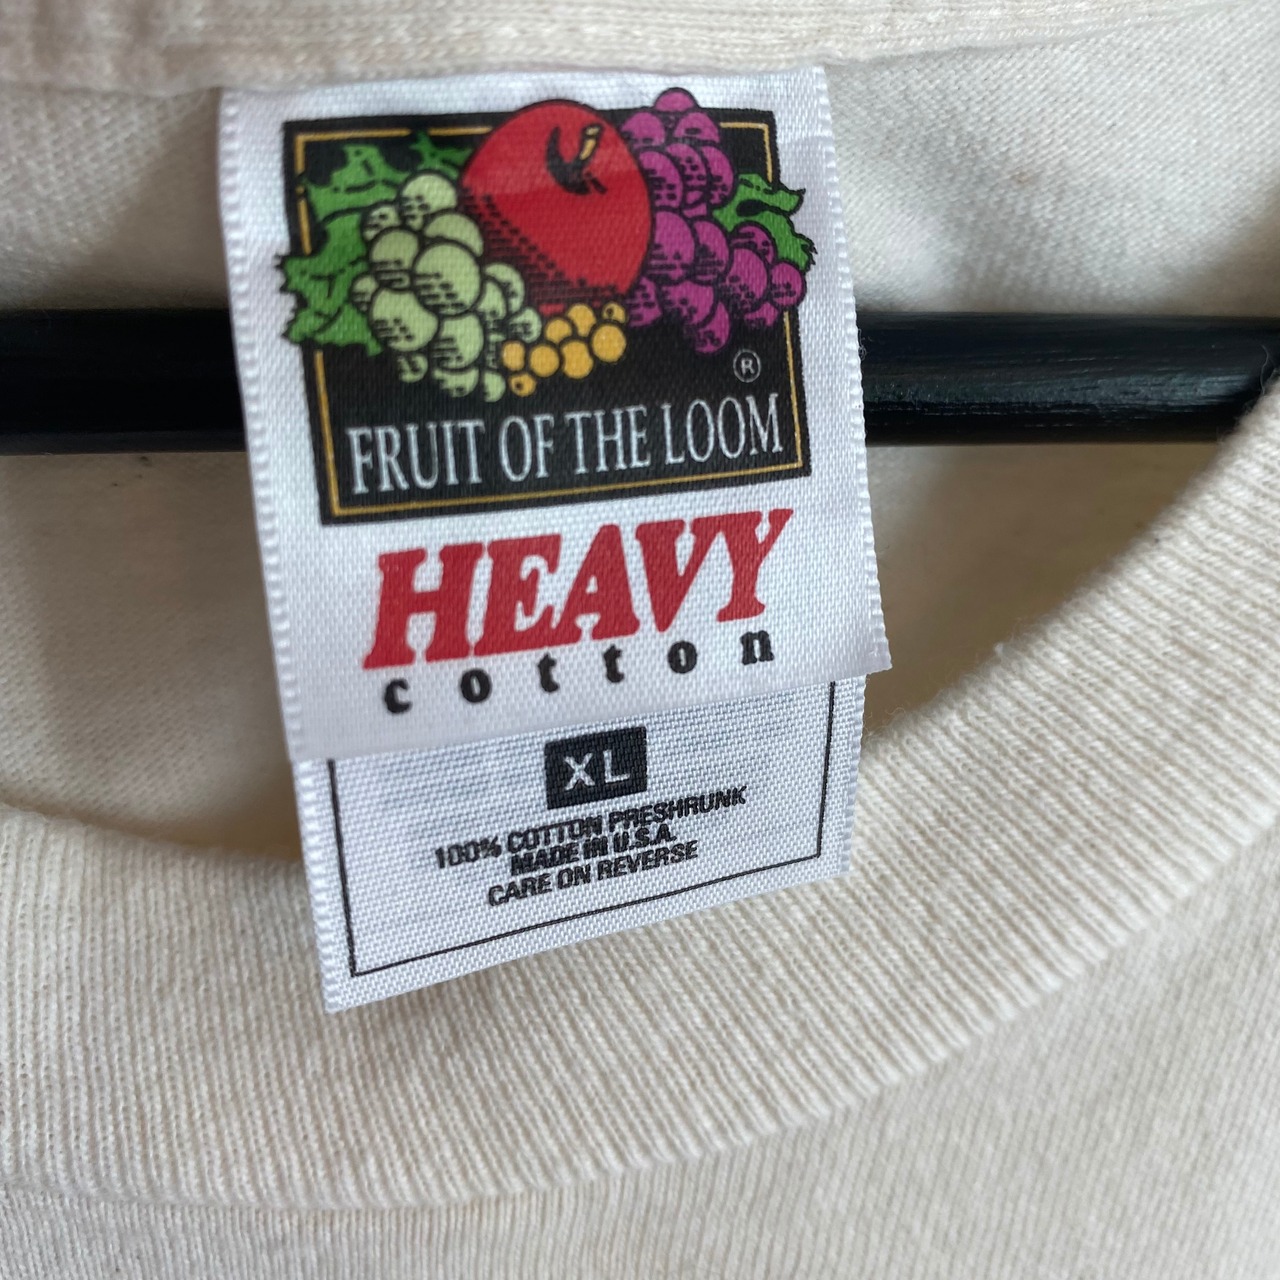 ®
FRUIT OF THE LOOM
HEAVY
cotton
XL
100% COTTON PRESHRUNK
MADE IN U.S.A.
CARE ON REVERSE